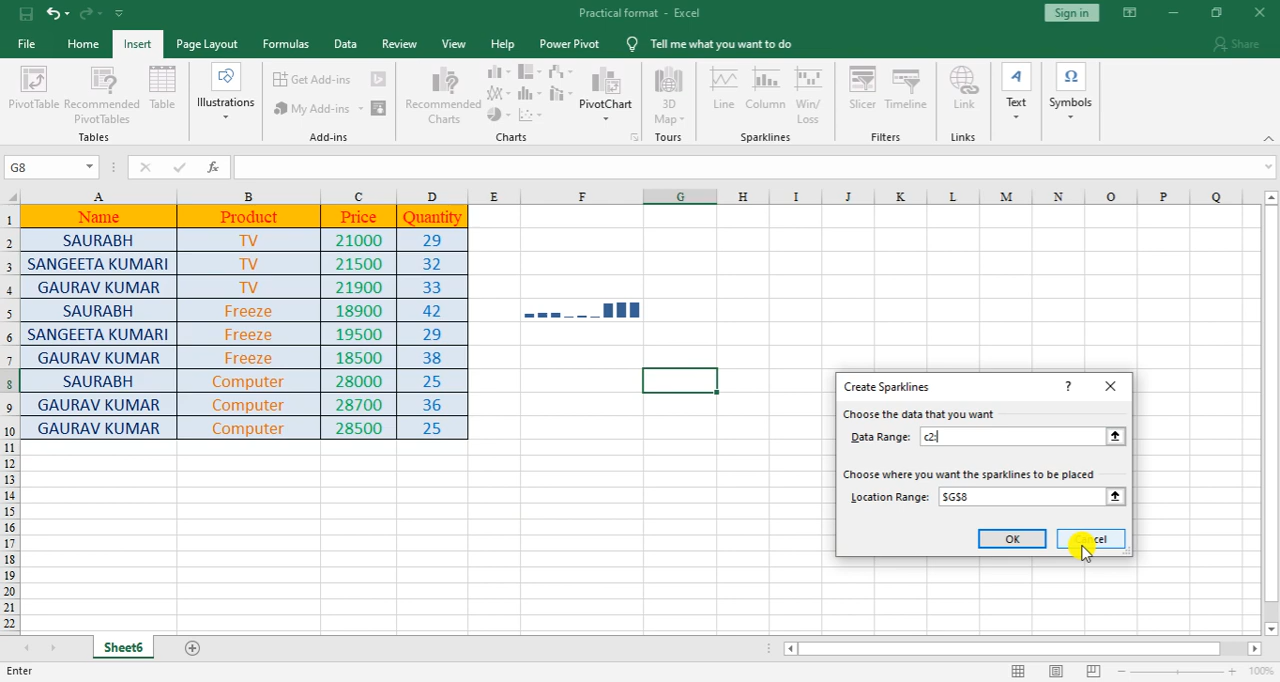 Practical format - Excel
Sign in
File Home Insert Page Layout Formulas Data Review View Help Power Pivot Tell me what you want to do Share
PivotTable Recommended PivotTables Table
Tables
Illustrations
Get Add-ins
My Add-ins
Add-ins
Recommended Charts
PivotChart
Charts
3D Map
Tours
Line Column Win/Loss
Sparklines
Slicer Timeline
Filters
Link
Links
Text
Symbols
G8 fx
A B C D E F G H I J K L M N O P Q
1 Name Product Price Quantity
2 SAURABH TV 21000 29
3 SANGEETA KUMARI TV 21500 32
4 GAURAV KUMAR TV 21900 33
5 SAURABH Freeze 18900 42
6 SANGEETA KUMARI Freeze 19500 29
7 GAURAV KUMAR Freeze 18500 38
8 SAURABH Computer 28000 25
9 GAURAV KUMAR Computer 28700 36
10 GAURAV KUMAR Computer 28500 25
11
12
13
14
15
16
17
18
19
20
21
22
Create Sparklines ?
Choose the data that you want
Data Range: c2:
Choose where you want the sparklines to be placed
Location Range: $G$8
OK Cancel
Sheet6
Enter
100%